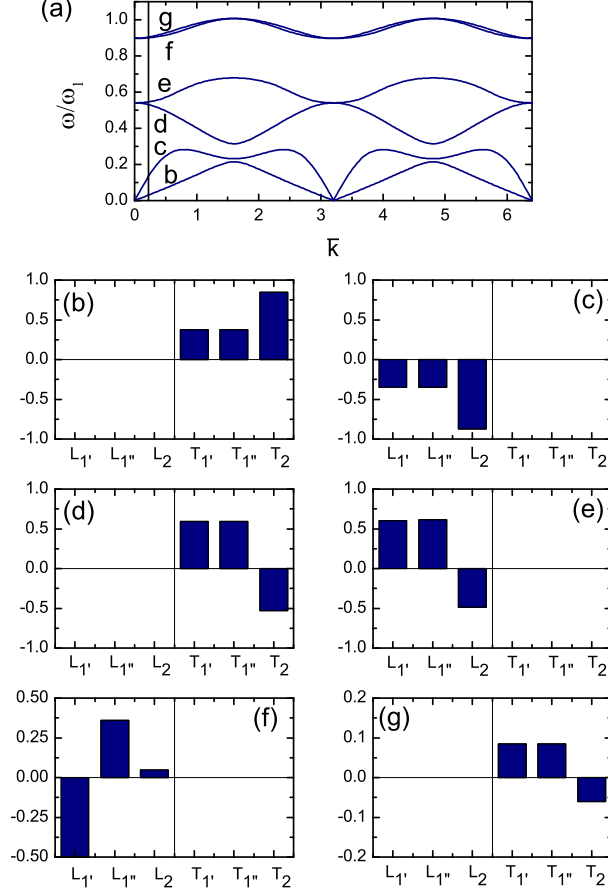 (a)
ω/ω1
1.0
0.8
0.6
0.4
0.2
0.0
g
f
e
d
c
b
0 1 2 3 4 5 6
k̅
1.0
0.5
0.0
-0.5
-1.0
(b)
L1' L1" L2 T1' T1" T2
1.0
0.5
0.0
-0.5
-1.0
(c)
L1' L1" L2 T1' T1" T2
1.0
0.5
0.0
-0.5
-1.0
(d)
L1' L1" L2 T1' T1" T2
1.0
0.5
0.0
-0.5
-1.0
(e)
L1' L1" L2 T1' T1" T2
0.50
0.25
0.00
-0.25
-0.50
(f)
L1' L1" L2 T1' T1" T2
0.2
0.1
0.0
-0.1
-0.2
(g)
L1' L1" L2 T1' T1" T2